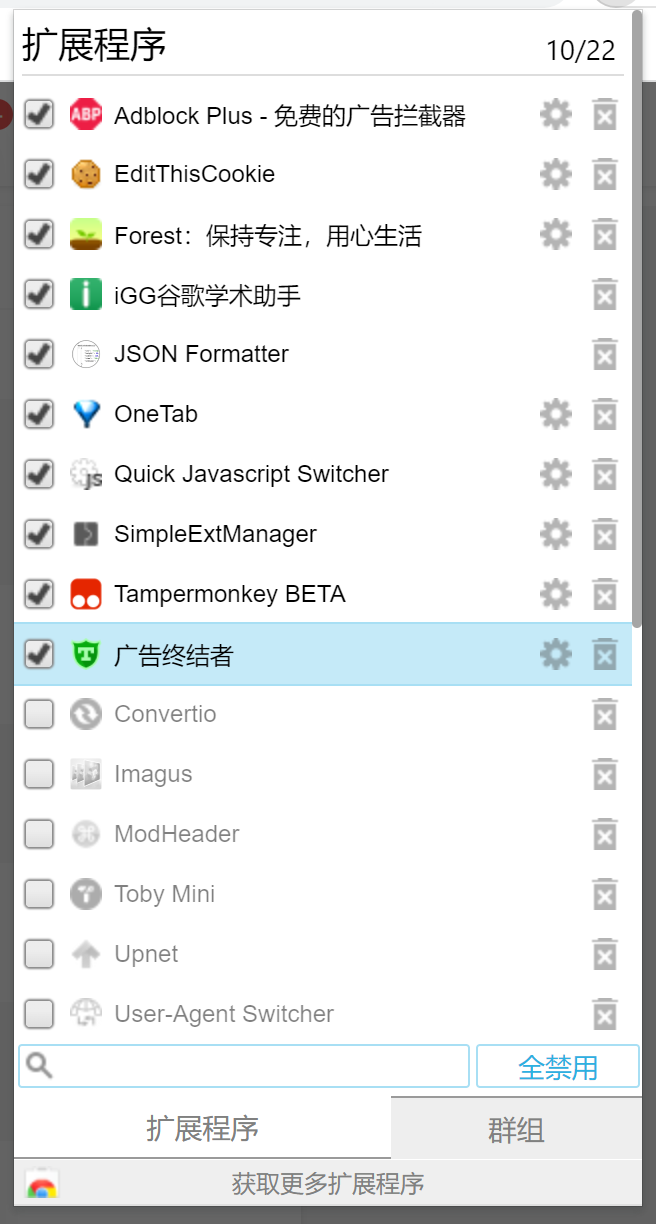 扩展程序 10/22
ABP Adblock Plus - 免费的广告拦截器
EditThisCookie
Forest：保持专注，用心生活
iGG谷歌学术助手
JSON Formatter
OneTab
JS Quick Javascript Switcher
SimpleExtManager
Tampermonkey BETA
广告终结者
Convertio
Imagus
ModHeader
Toby Mini
Upnet
User-Agent Switcher
全禁用
扩展程序 群组
获取更多扩展程序